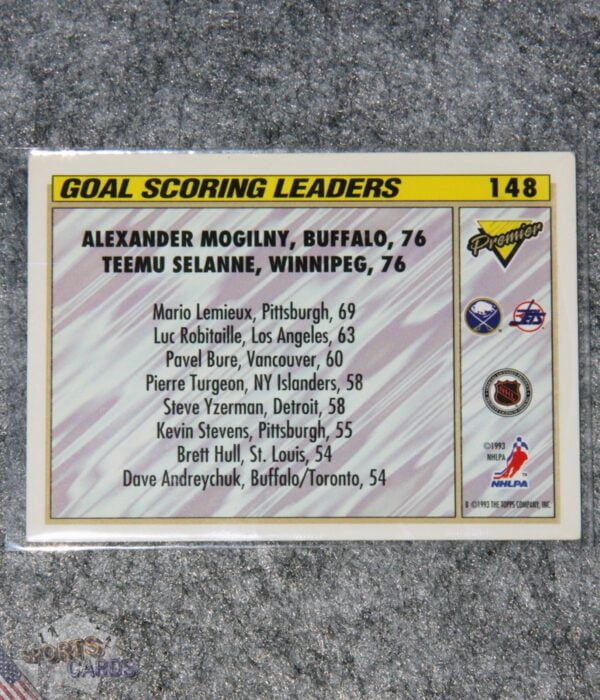 GOAL SCORING LEADERS 148
ALEXANDER MOGILNY, BUFFALO, 76
TEEMU SELANNE, WINNIPEG, 76
Mario Lemieux, Pittsburgh, 69
Luc Robitaille, Los Angeles, 63
Pavel Bure, Vancouver, 60
Pierre Turgeon, NY Islanders, 58
Steve Yzerman, Detroit, 58
Kevin Stevens, Pittsburgh, 55
Brett Hull, St. Louis, 54
Dave Andreychuk, Buffalo/Toronto, 54
Premier
JETS
NHL
©1993
NHLPA
NHLPA
B ©1993 THE TOPPS COMPANY, INC
SPORTS
CARDS